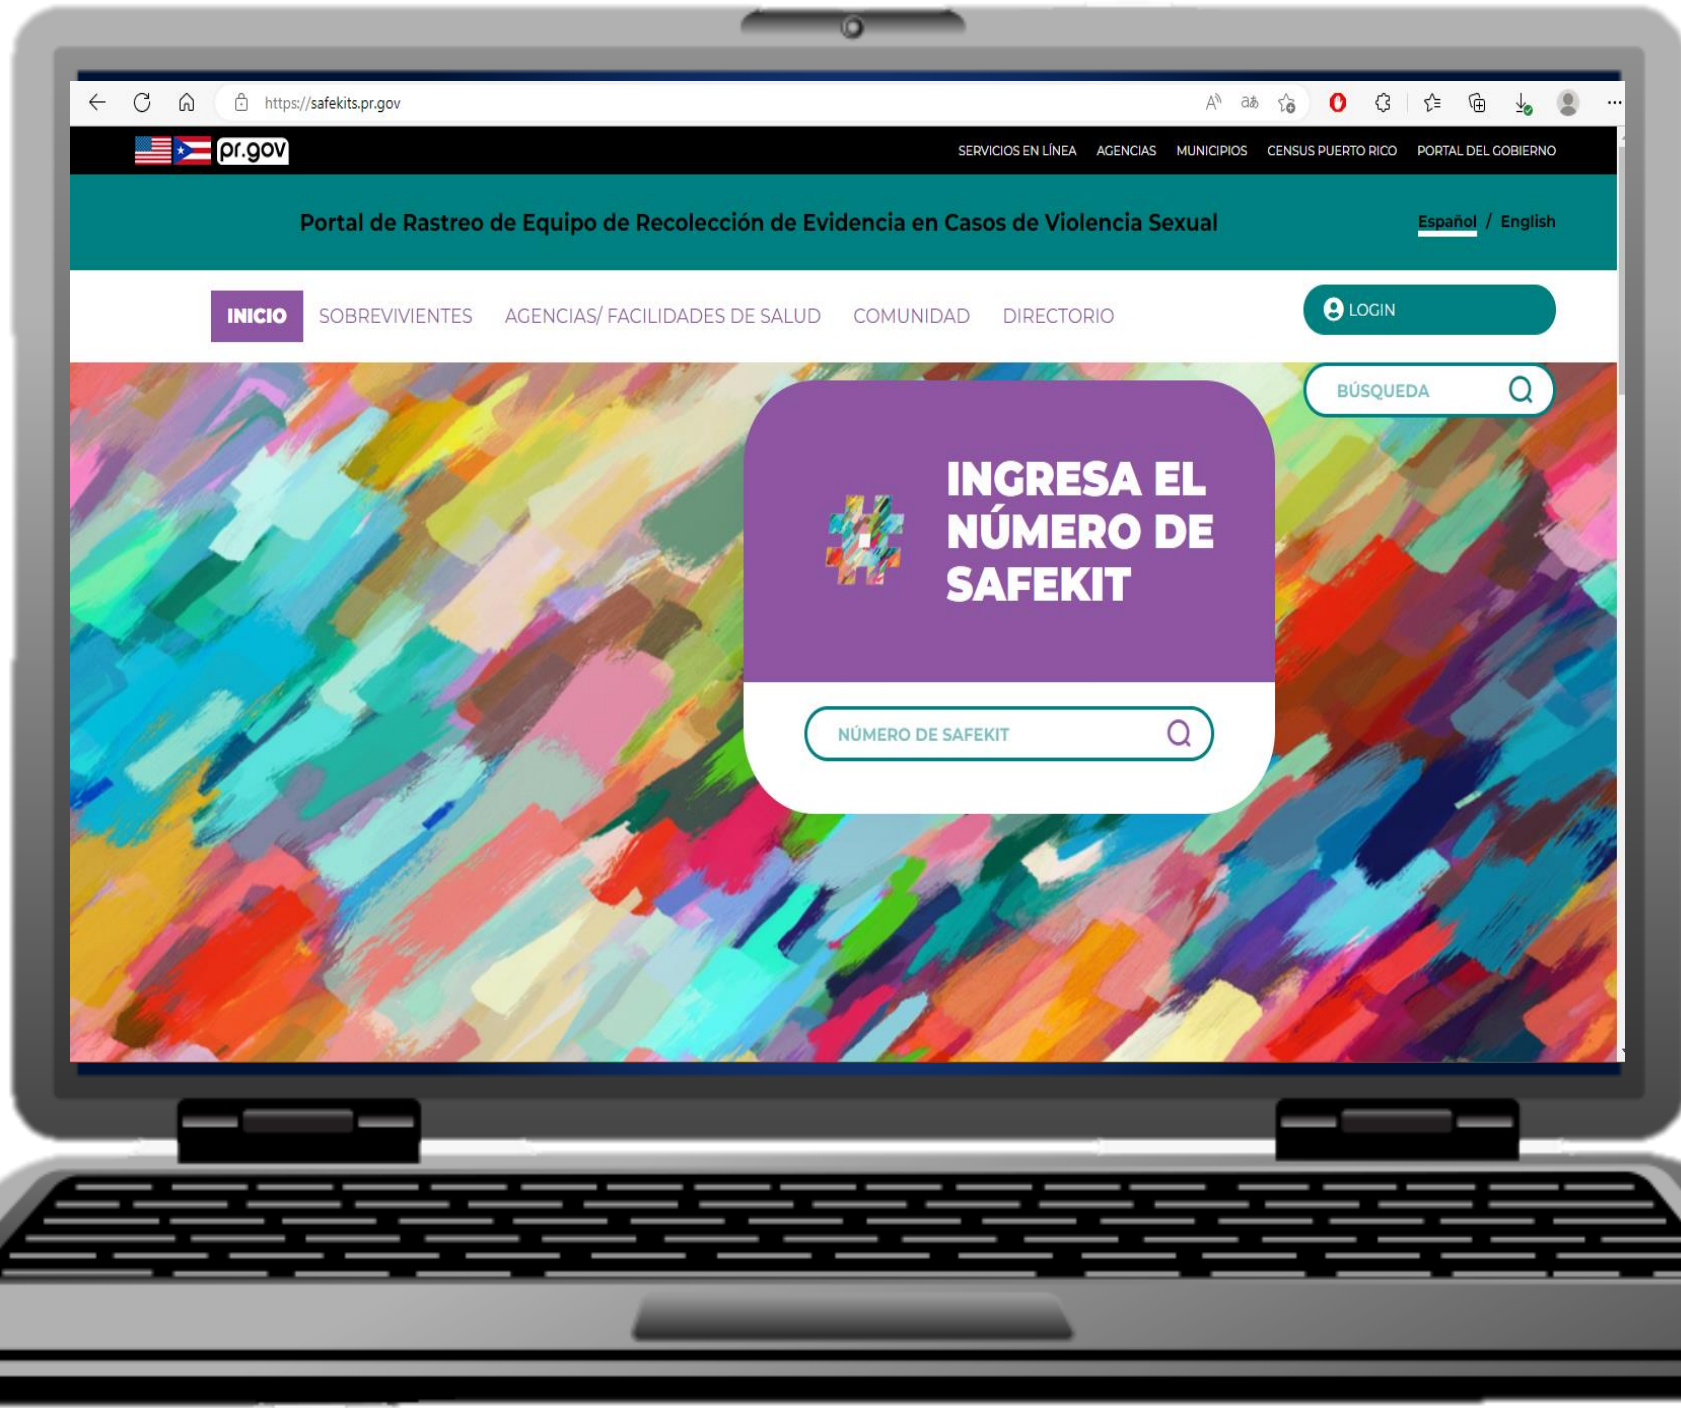 https://safekits.pr.gov
pr.gov
SERVICIOS EN LÍNEA AGENCIAS MUNICIPIOS CENSUS PUERTO RICO PORTAL DEL GOBIERNO
Portal de Rastreo de Equipo de Recolección de Evidencia en Casos de Violencia Sexual
Español / English
INICIO SOBREVIVIENTES AGENCIAS/ FACILIDADES DE SALUD COMUNIDAD DIRECTORIO
LOGIN
BÚSQUEDA
# INGRESA EL
NÚMERO DE
SAFEKIT
NÚMERO DE SAFEKIT